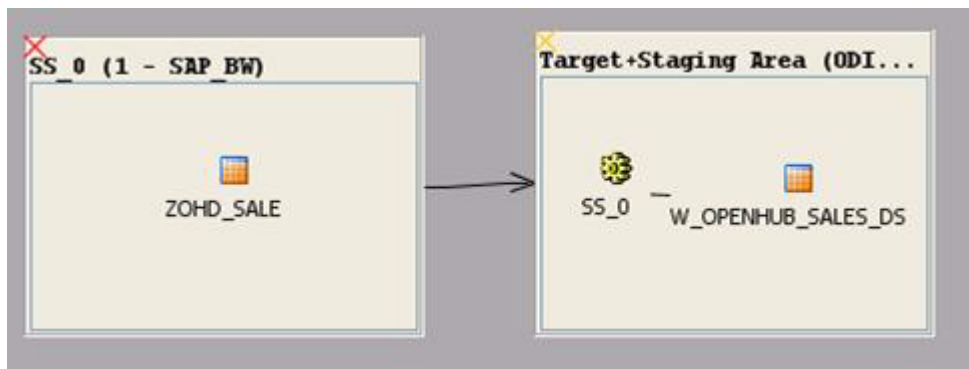 SS_0 (1 - SAP_BW)
ZOHD_SALE
Target+Staging Area (ODI...
SS_0
W_OPENHUB_SALES_DS